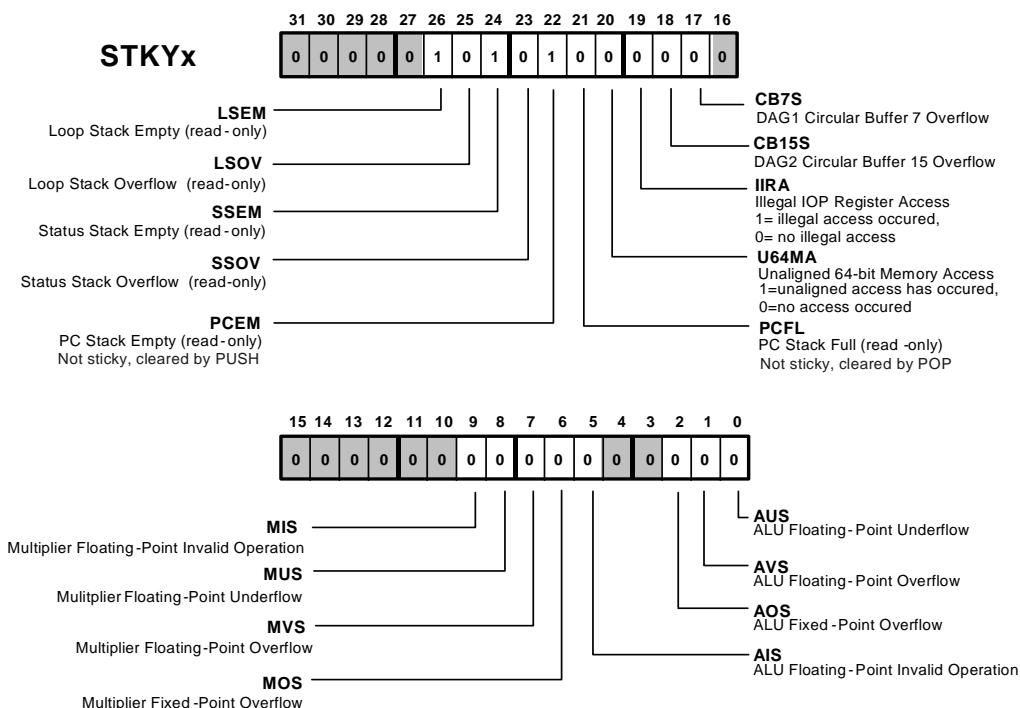 31 30 29 28 27 26 25 24 23 22 21 20 19 18 17 16
STKYx
0 0 0 0 0 1 0 1 0 1 0 0 0 0 0 0
LSEM
Loop Stack Empty (read-only)
LSOV
Loop Stack Overflow (read-only)
SSEM
Status Stack Empty (read-only)
SSOV
Status Stack Overflow (read-only)
PCEM
PC Stack Empty (read-only)
Not sticky, cleared by PUSH
CB7S
DAG1 Circular Buffer 7 Overflow
CB15S
DAG2 Circular Buffer 15 Overflow
IIRA
Illegal IOP Register Access
1= illegal access occured,
0= no illegal access
U64MA
Unaligned 64-bit Memory Access
1=unaligned access has occured,
0=no access occured
PCFL
PC Stack Full (read -only)
Not sticky, cleared by POP
15 14 13 12 11 10 9 8 7 6 5 4 3 2 1 0
0 0 0 0 0 0 0 0 0 0 0 0 0 0 0 0
MIS
Multiplier Floating-Point Invalid Operation
MUS
Mulitplier Floating-Point Underflow
MVS
Multiplier Floating-Point Overflow
MOS
Multiplier Fixed-Point Overflow
AUS
ALU Floating-Point Underflow
AVS
ALU Floating-Point Overflow
AOS
ALU Fixed-Point Overflow
AIS
ALU Floating-Point Invalid Operation